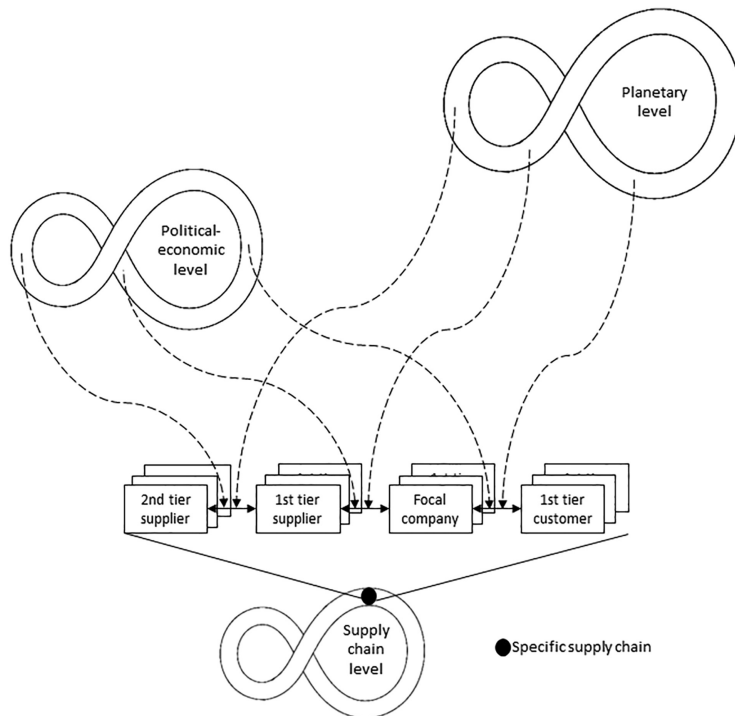 Planetary
level
Political-
economic
level
2nd tier
supplier
1st tier
supplier
Focal
company
1st tier
customer
Supply
chain
level
Specific supply chain